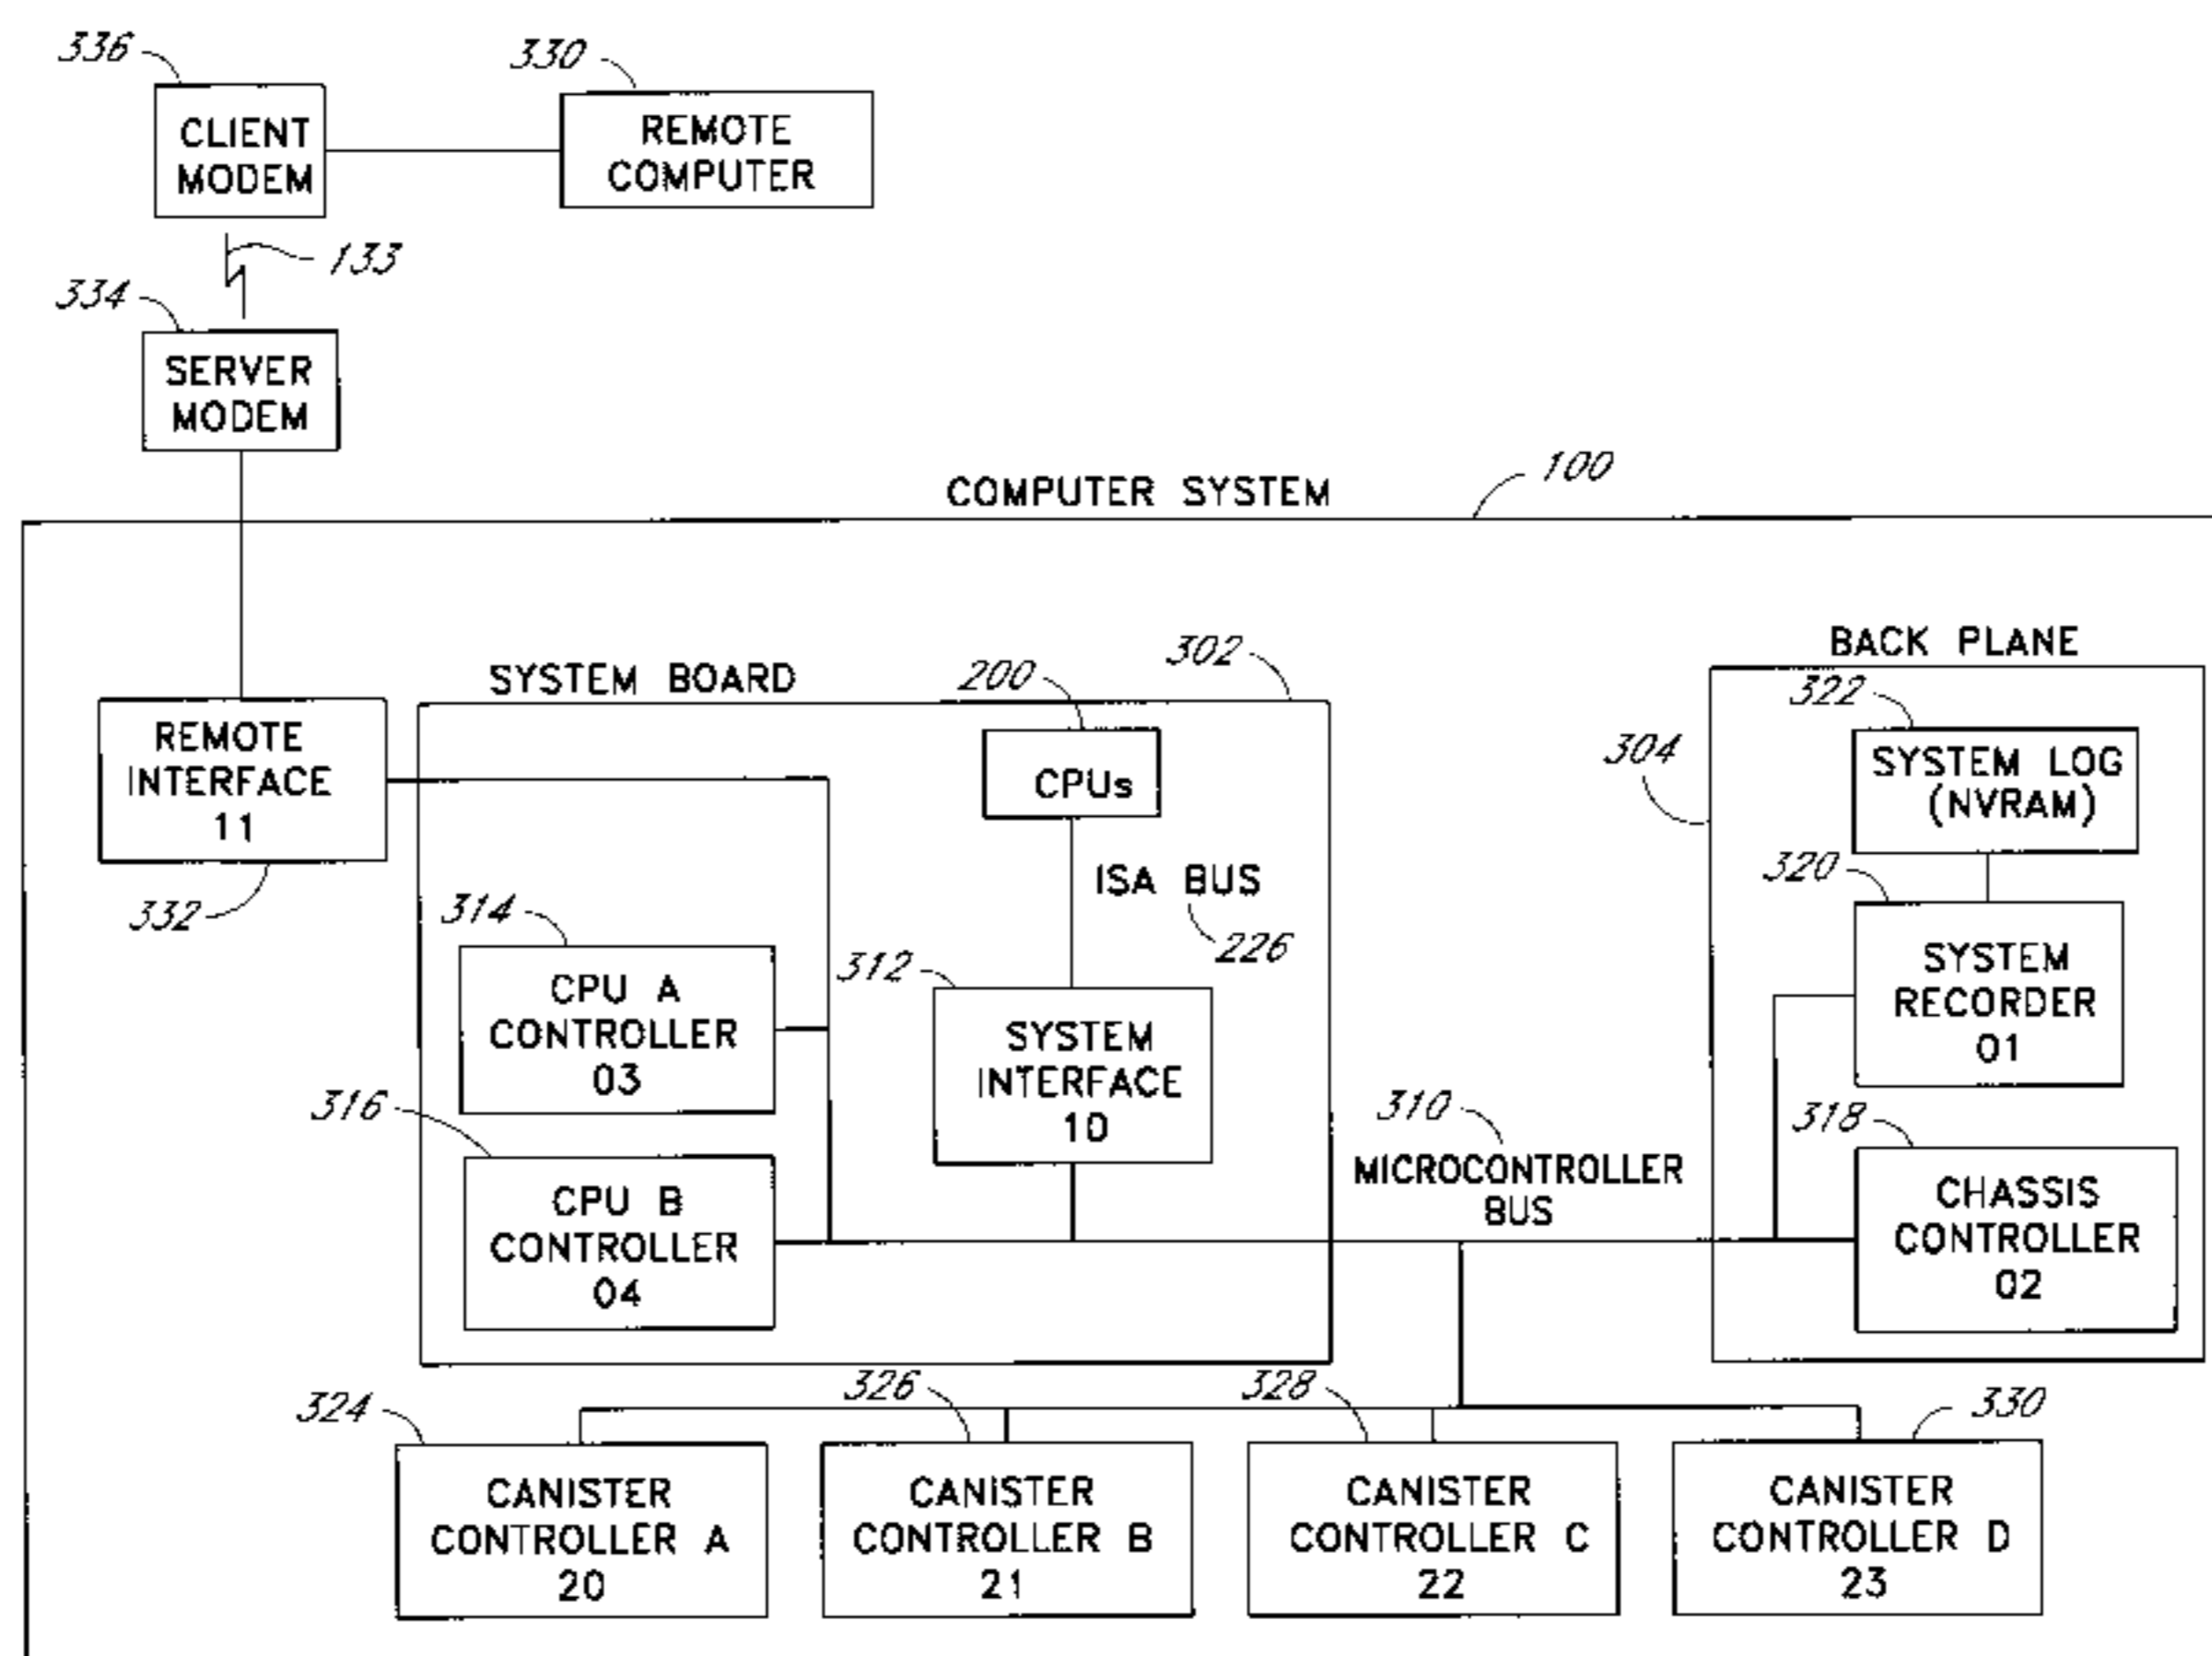 336
330
CLIENT
MODEM
REMOTE
COMPUTER
133
334
SERVER
MODEM
COMPUTER SYSTEM
100
SYSTEM BOARD
200
302
BACK PLANE
322
304
REMOTE
INTERFACE
11
332
CPUs
SYSTEM LOG
(NVRAM)
ISA BUS
226
320
314
CPU A
CONTROLLER
03
312
SYSTEM
INTERFACE
10
SYSTEM
RECORDER
01
316
CPU B
CONTROLLER
04
310
MICROCONTROLLER
BUS
318
CHASSIS
CONTROLLER
02
324
326
328
330
CANISTER
CONTROLLER A
20
CANISTER
CONTROLLER B
21
CANISTER
CONTROLLER C
22
CANISTER
CONTROLLER D
23